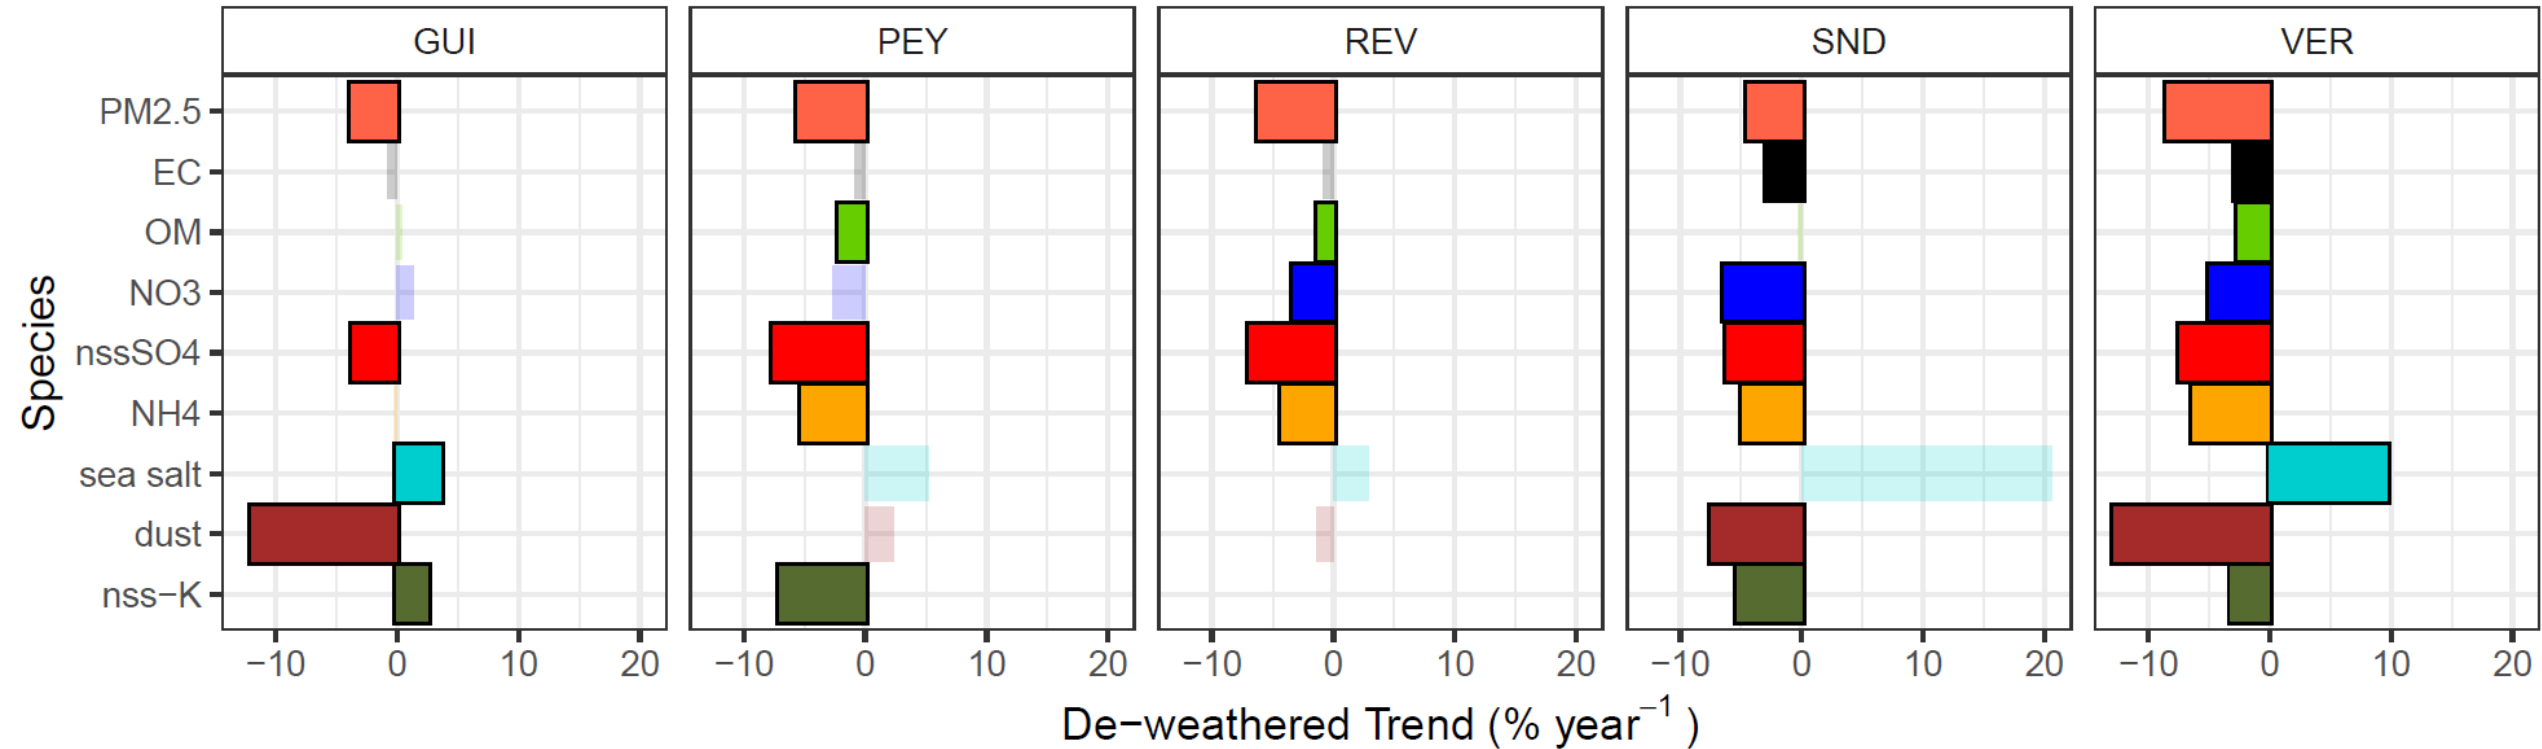 GUI PEY REV SND VER
PM2.5
EC
OM
NO3
nssSO4
NH4
sea salt
dust
nss−K
Species
−10 0 10 20 −10 0 10 20 −10 0 10 20 −10 0 10 20 −10 0 10 20
De−weathered Trend (% year⁻¹ )